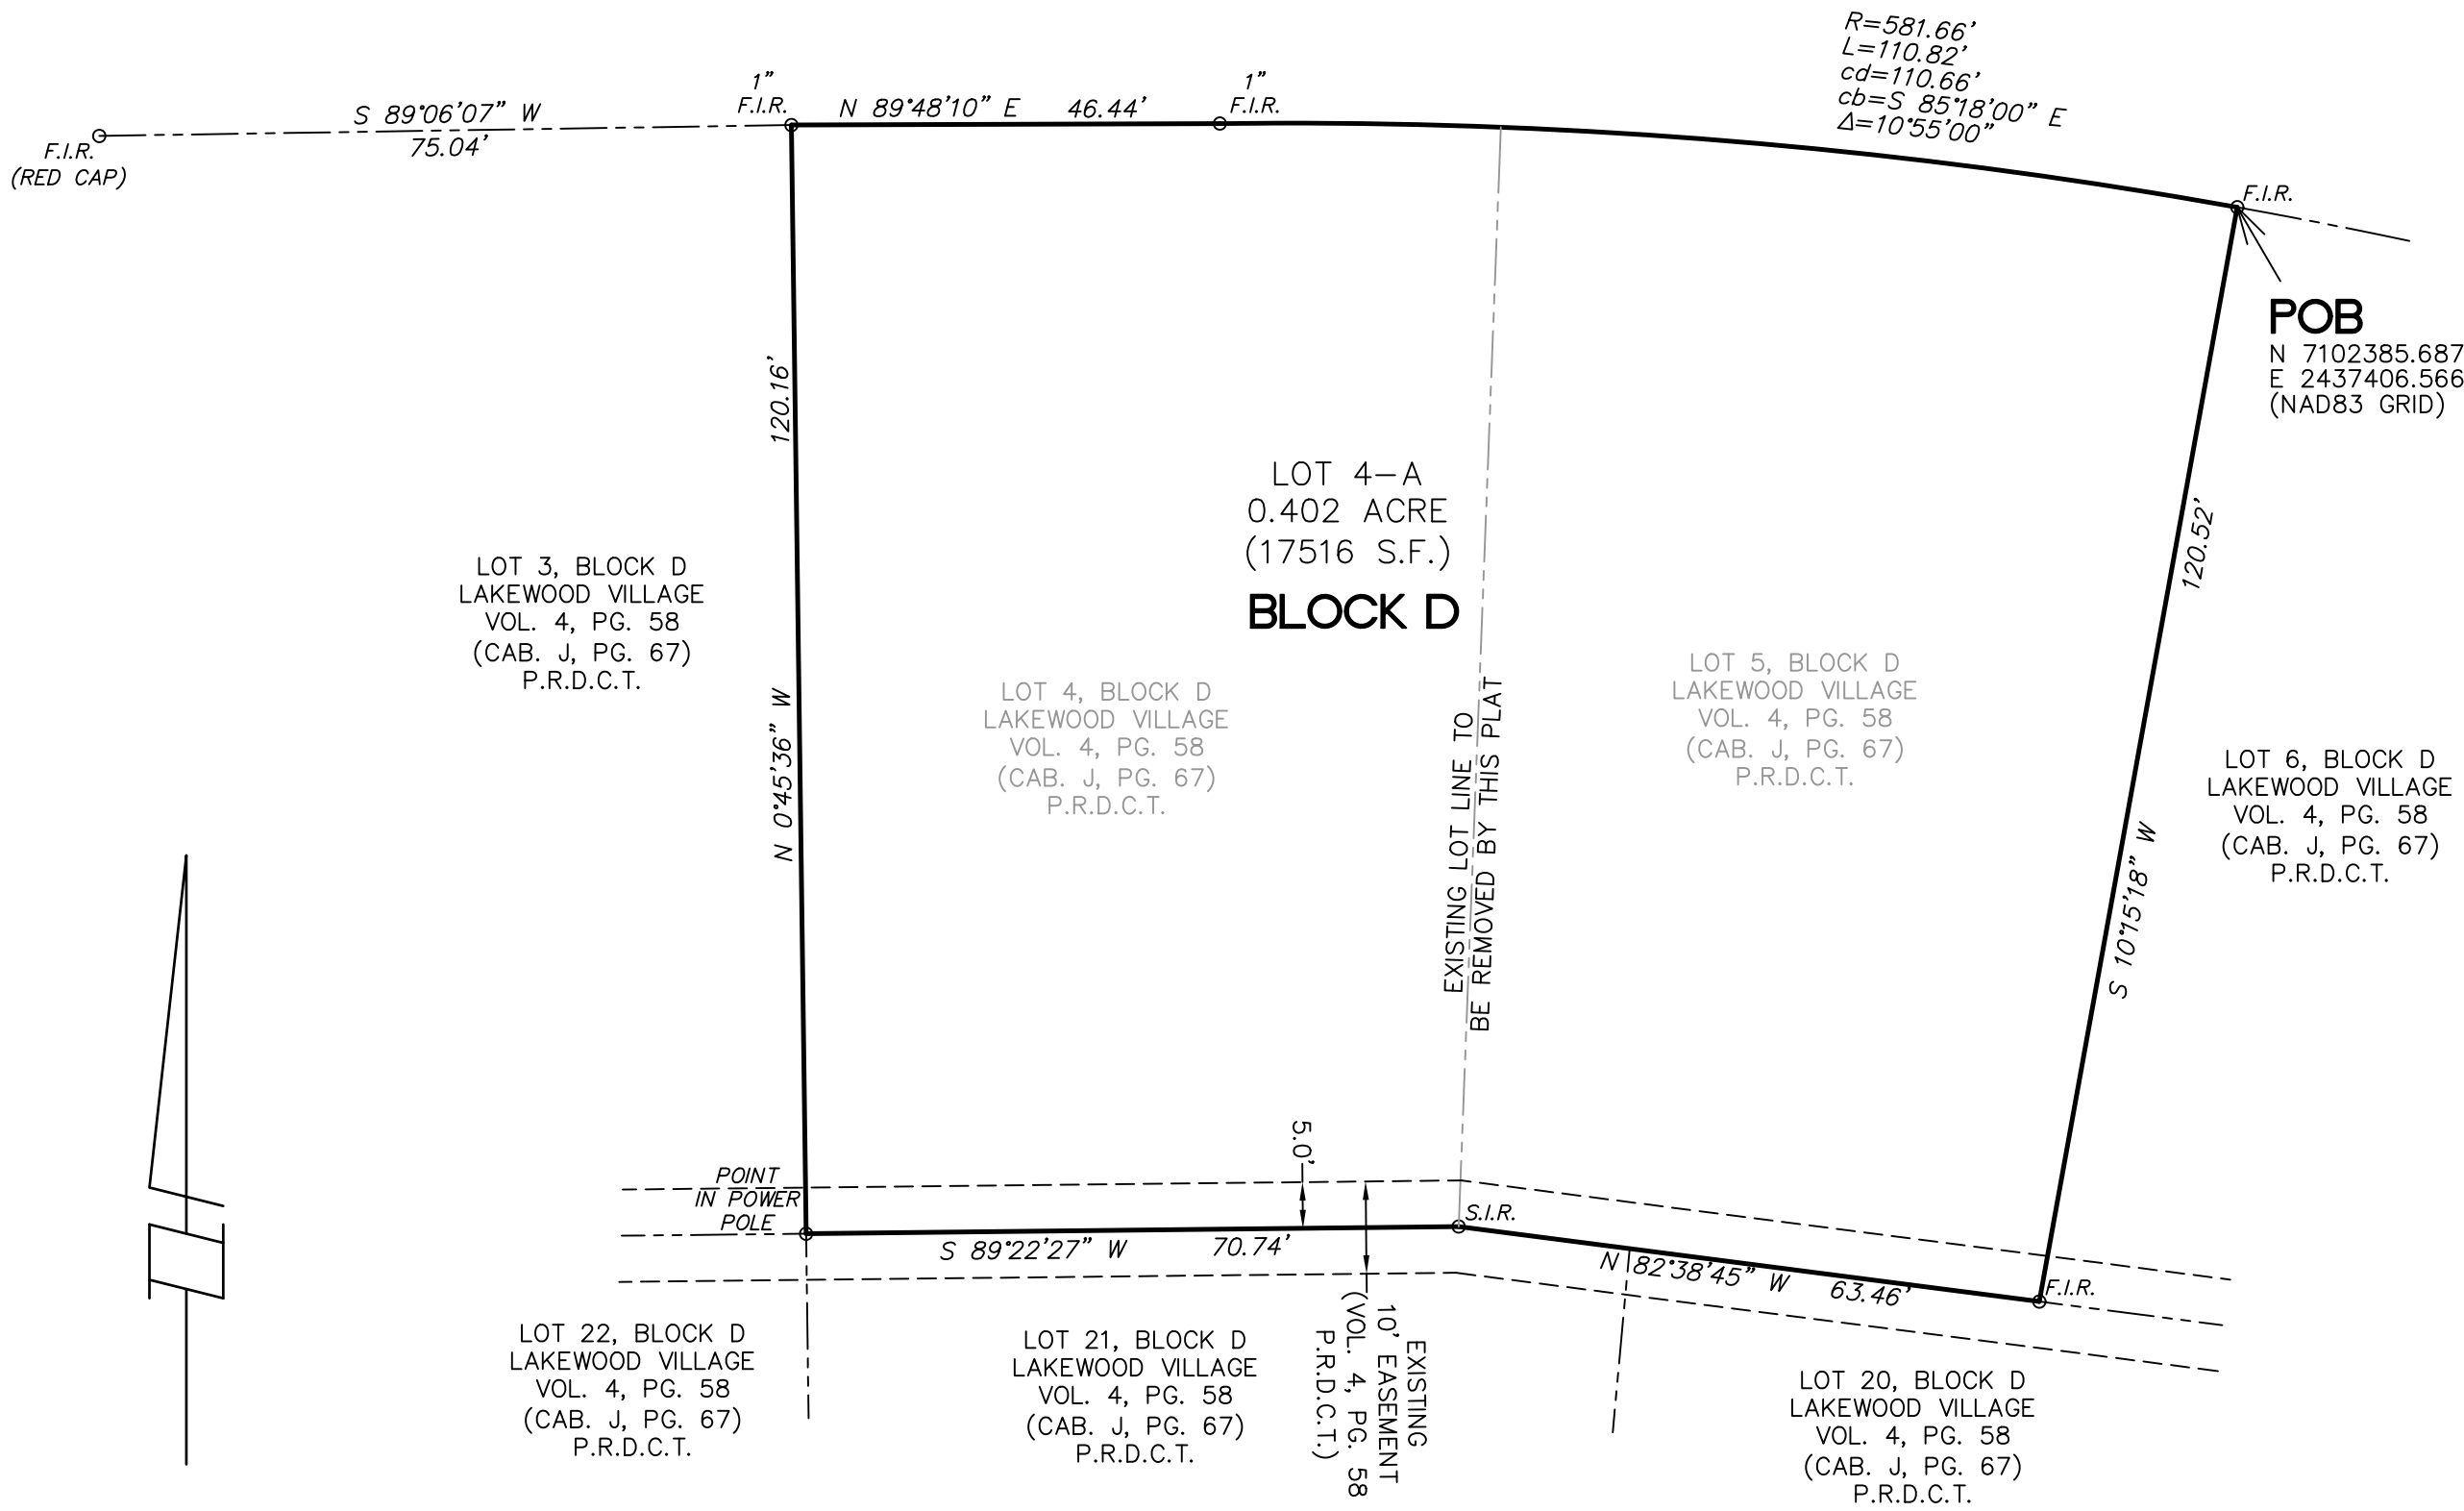 R=581.66'
L=110.82'
cd=110.66'
cb=S 85°18'00" E
Δ=10°55'00"
S 89°06'07" W
75.04'
F.I.R.
(RED CAP)
1"
F.I.R.
N 89°48'10" E 46.44'
1"
F.I.R.
F.I.R.
POB
N 7102385.687
E 2437406.566
(NAD83 GRID)
120.16'
N 0°45'36" W
LOT 4-A
0.402 ACRE
(17516 S.F.)
BLOCK D
120.52'
S 10°15'18" W
LOT 3, BLOCK D
LAKEWOOD VILLAGE
VOL. 4, PG. 58
(CAB. J, PG. 67)
P.R.D.C.T.
LOT 4, BLOCK D
LAKEWOOD VILLAGE
VOL. 4, PG. 58
(CAB. J, PG. 67)
P.R.D.C.T.
EXISTING LOT LINE TO
BE REMOVED BY THIS PLAT
LOT 5, BLOCK D
LAKEWOOD VILLAGE
VOL. 4, PG. 58
(CAB. J, PG. 67)
P.R.D.C.T.
LOT 6, BLOCK D
LAKEWOOD VILLAGE
VOL. 4, PG. 58
(CAB. J, PG. 67)
P.R.D.C.T.
POINT
IN POWER
POLE
5.0'
S.I.R.
S 89°22'27" W 70.74'
N 82°38'45" W 63.46'
F.I.R.
EXISTING
10' EASEMENT
(VOL. 4, PG. 58
P.R.D.C.T.)
LOT 22, BLOCK D
LAKEWOOD VILLAGE
VOL. 4, PG. 58
(CAB. J, PG. 67)
P.R.D.C.T.
LOT 21, BLOCK D
LAKEWOOD VILLAGE
VOL. 4, PG. 58
(CAB. J, PG. 67)
P.R.D.C.T.
LOT 20, BLOCK D
LAKEWOOD VILLAGE
VOL. 4, PG. 58
(CAB. J, PG. 67)
P.R.D.C.T.